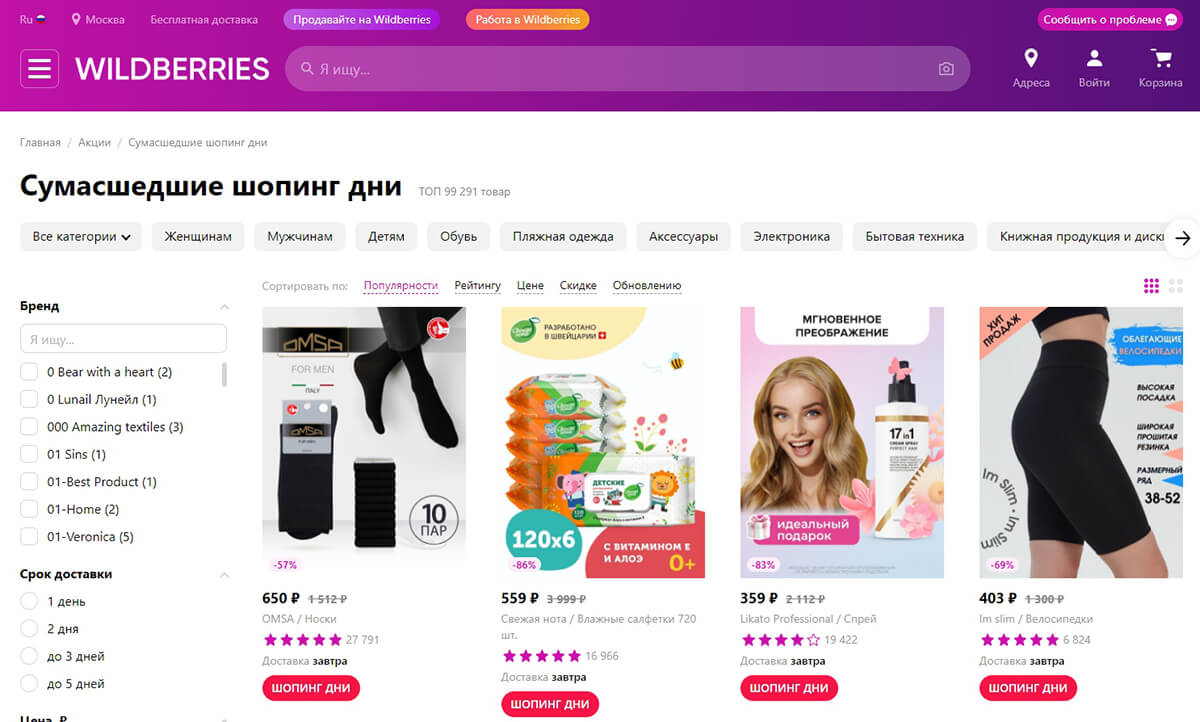 Ru Москва Бесплатная доставка Продавайте на Wildberries Работа в Wildberries Сообщить о проблеме
WILDBERRIES Я ищу... Адреса Войти Корзина
Главная / Акции / Сумасшедшие шопинг дни
Сумасшедшие шопинг дни ТОП 99 291 товар
Все категории Женщинам Мужчинам Детям Обувь Пляжная одежда Аксессуары Электроника Бытовая техника Книжная продукция и диски
Сортировать по: Популярности Рейтингу Цене Скидке Обновлению
Бренд
Я ищу...
0 Bear with a heart (2)
0 Lunail Лунейл (1)
000 Amazing textiles (3)
01 Sins (1)
01-Best Product (1)
01-Home (2)
01-Veronica (5)
Срок доставки
1 день
2 дня
до 3 дней
до 5 дней
Цена, ₽
OMSA
FOR MEN
ITALY
OMSA
FOR MEN
10
ПАР
-57%
650 ₽ 1 512 ₽
OMSA / Носки
27 791
Доставка завтра
ШОПИНГ ДНИ
РАЗРАБОТАНО
В ШВЕЙЦАРИИ
ДЕТСКИЕ
120x6
С ВИТАМИНОМ Е
И АЛОЭ
0+
-86%
559 ₽ 3 999 ₽
Свежая нота / Влажные салфетки 720
шт.
16 966
Доставка завтра
ШОПИНГ ДНИ
МГНОВЕННОЕ
ПРЕОБРАЖЕНИЕ
17in1
CREAM SPRAY
PERFECT HAIR
идеальный
подарок
-83%
359 ₽ 2 112 ₽
Likato Professional / Спрей
19 422
Доставка завтра
ШОПИНГ ДНИ
ХИТ
ПРОДАЖ
ОБЛЕГАЮЩИЕ
ВЕЛОСИПЕДКИ
ВЫСОКАЯ
ПОСАДКА
ШИРОКАЯ
ПРОШИТАЯ
РЕЗИНКА
РАЗМЕРНЫЙ
РЯД
38-52
Im Slim • Im Slim
-69%
403 ₽ 1 300 ₽
Im slim / Велосипедки
6 824
Доставка завтра
ШОПИНГ ДНИ